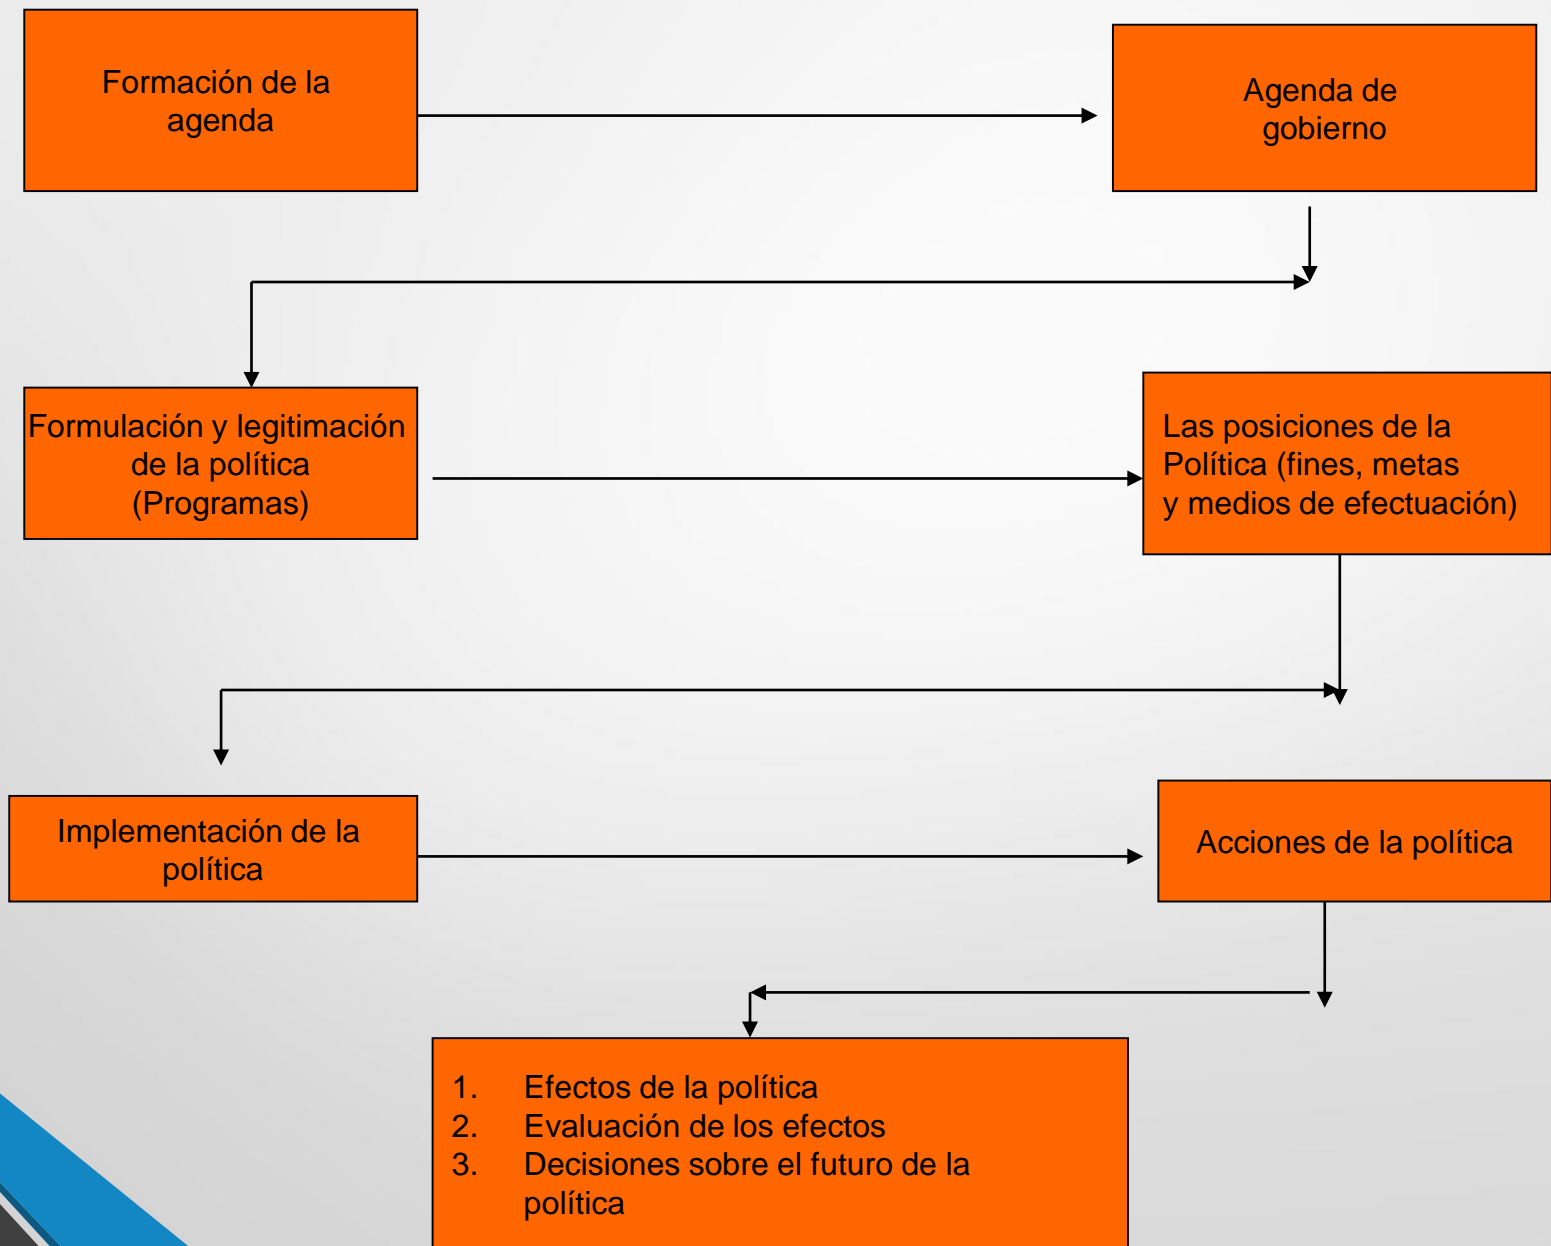 Formación de la
agenda
Agenda de
gobierno
Formulación y legitimación
de la política
(Programas)
Las posiciones de la
Política (fines, metas
y medios de efectuación)
Implementación de la
política
Acciones de la política
1. Efectos de la política
2. Evaluación de los efectos
3. Decisiones sobre el futuro de la
política